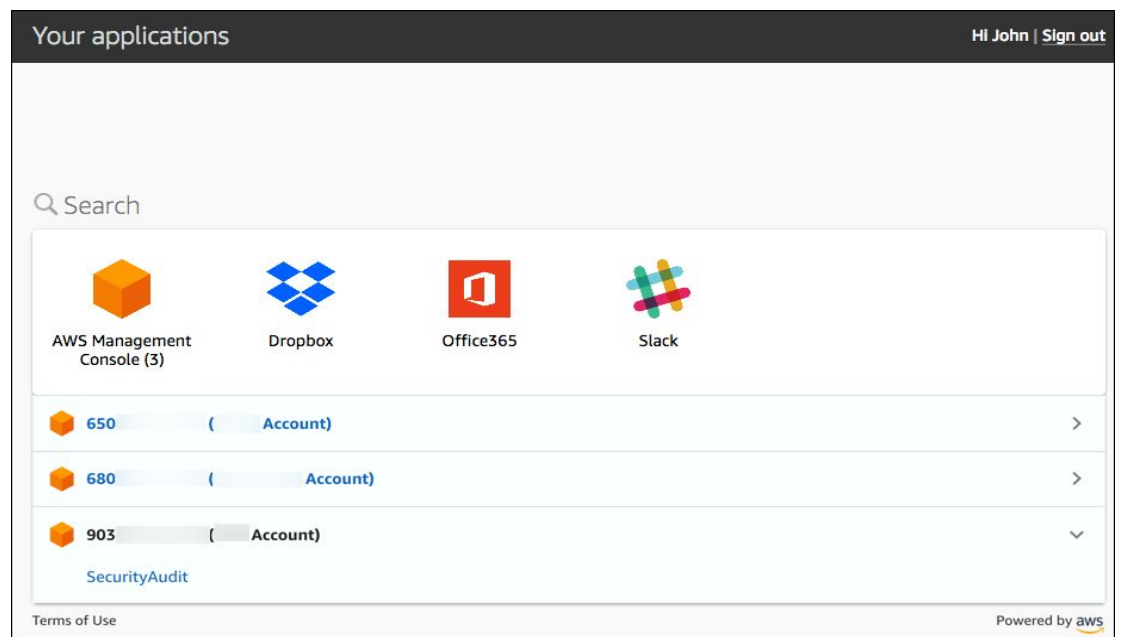 Your applications
Hi John | Sign out
Search
AWS Management Console (3)
Dropbox
Office365
Slack
650 ( Account)
680 ( Account)
903 ( Account)
SecurityAudit
Terms of Use
Powered by aws